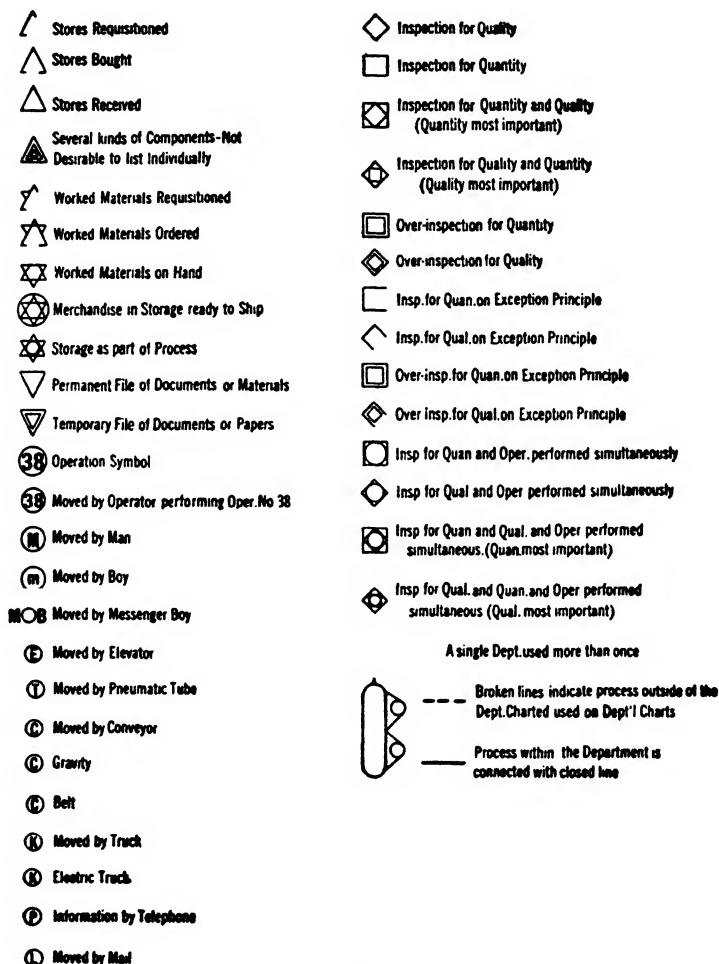 Stores Requisitioned
Stores Bought
Stores Received
Several kinds of Components-Not
Desirable to list Individually
Worked Materials Requisitioned
Worked Materials Ordered
Worked Materials on Hand
Merchandise in Storage ready to Ship
Storage as part of Process
Permanent File of Documents or Materials
Temporary File of Documents or Papers
38 Operation Symbol
38 Moved by Operator performing Oper. No 38
M Moved by Man
m Moved by Boy
MOB Moved by Messenger Boy
E Moved by Elevator
T Moved by Pneumatic Tube
C Moved by Conveyor
C Gravity
C Belt
K Moved by Truck
K Electric Truck
P Information by Telephone
L Moved by Mail
Inspection for Quality
Inspection for Quantity
Inspection for Quantity and Quality
(Quantity most important)
Inspection for Quality and Quantity
(Quality most important)
Over-inspection for Quantity
Over-inspection for Quality
Insp. for Quan. on Exception Principle
Insp. for Qual. on Exception Principle
Over-insp. for Quan. on Exception Principle
Over insp. for Qual. on Exception Principle
Insp for Quan and Oper. performed simultaneously
Insp for Qual and Oper performed simultaneously
Insp for Quan and Qual. and Oper performed
simultaneous. (Quan. most important)
Insp for Qual. and Quan. and Oper performed
simultaneous (Qual. most important)
A single Dept. used more than once
Broken lines indicate process outside of the
Dept. Charted used on Dept'l Charts
Process within the Department is
connected with closed line